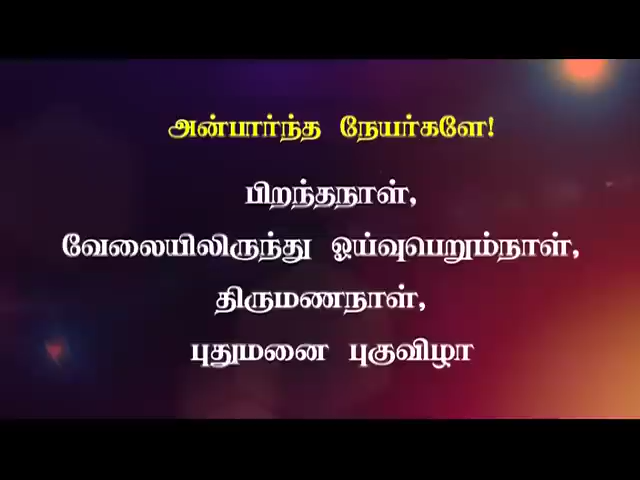 அன்பார்ந்த நேயர்களே!
பிறந்தநாள்,
வேலையிலிருந்து ஓய்வுபெறும்நாள்,
திருமணநாள்,
புதுமனை புகுவிழா